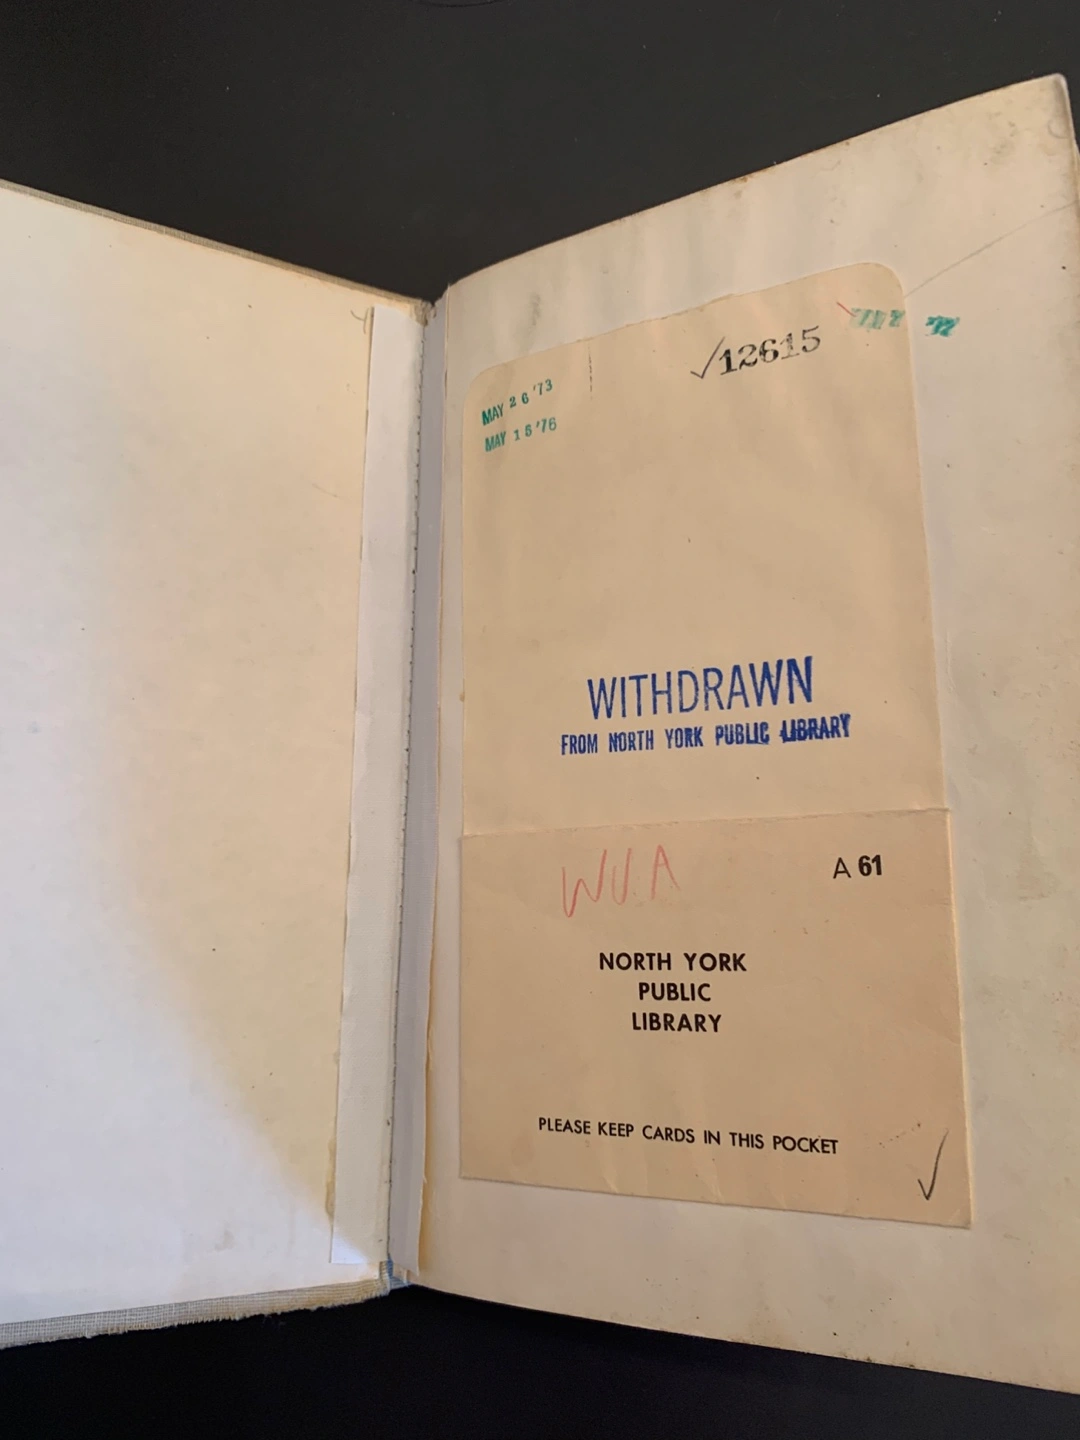 ✓12615
MAY 26 '73
MAY 16 '76
WITHDRAWN
FROM NORTH YORK PUBLIC LIBRARY
WUA
A 61
NORTH YORK
PUBLIC
LIBRARY
PLEASE KEEP CARDS IN THIS POCKET